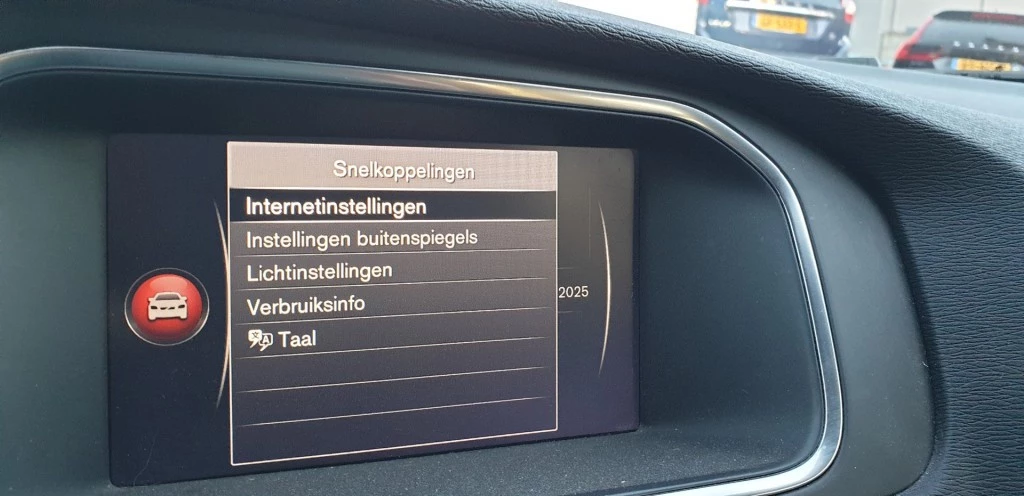 Snelkoppelingen
Internetinstellingen
Instellingen buitenspiegels
Lichtinstellingen
Verbruiksinfo
Taal
2025